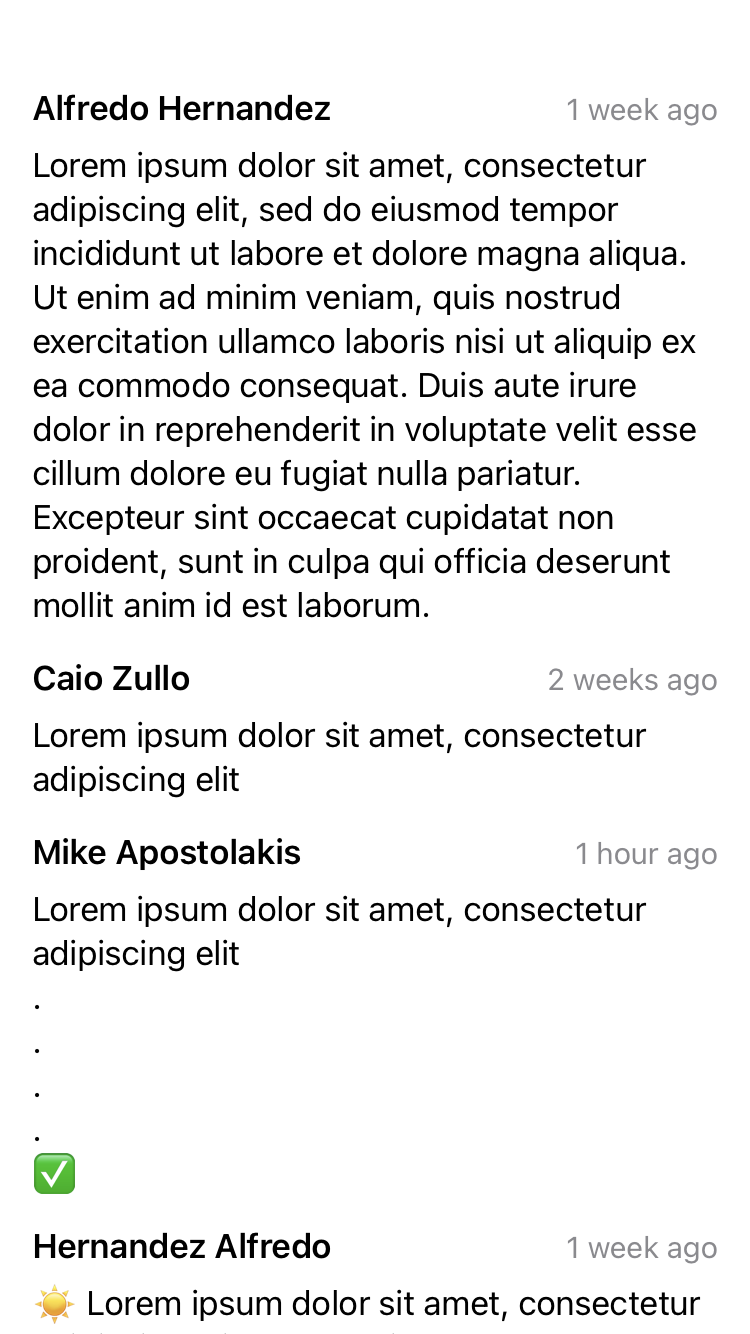 Alfredo Hernandez 1 week ago
Lorem ipsum dolor sit amet, consectetur
adipiscing elit, sed do eiusmod tempor
incididunt ut labore et dolore magna aliqua.
Ut enim ad minim veniam, quis nostrud
exercitation ullamco laboris nisi ut aliquip ex
ea commodo consequat. Duis aute irure
dolor in reprehenderit in voluptate velit esse
cillum dolore eu fugiat nulla pariatur.
Excepteur sint occaecat cupidatat non
proident, sunt in culpa qui officia deserunt
mollit anim id est laborum.
Caio Zullo 2 weeks ago
Lorem ipsum dolor sit amet, consectetur
adipiscing elit
Mike Apostolakis 1 hour ago
Lorem ipsum dolor sit amet, consectetur
adipiscing elit
.
.
.
.
✅
Hernandez Alfredo 1 week ago
☀️ Lorem ipsum dolor sit amet, consectetur